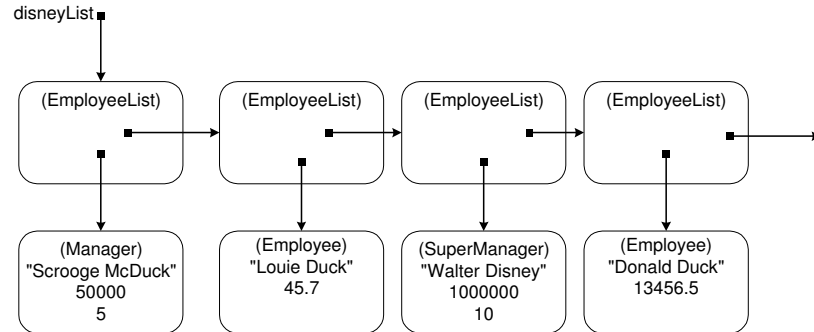 disneyList
(EmployeeList)
(EmployeeList)
(EmployeeList)
(EmployeeList)
(Manager)
"Scrooge McDuck"
50000
5
(Employee)
"Louie Duck"
45.7
(SuperManager)
"Walter Disney"
1000000
10
(Employee)
"Donald Duck"
13456.5